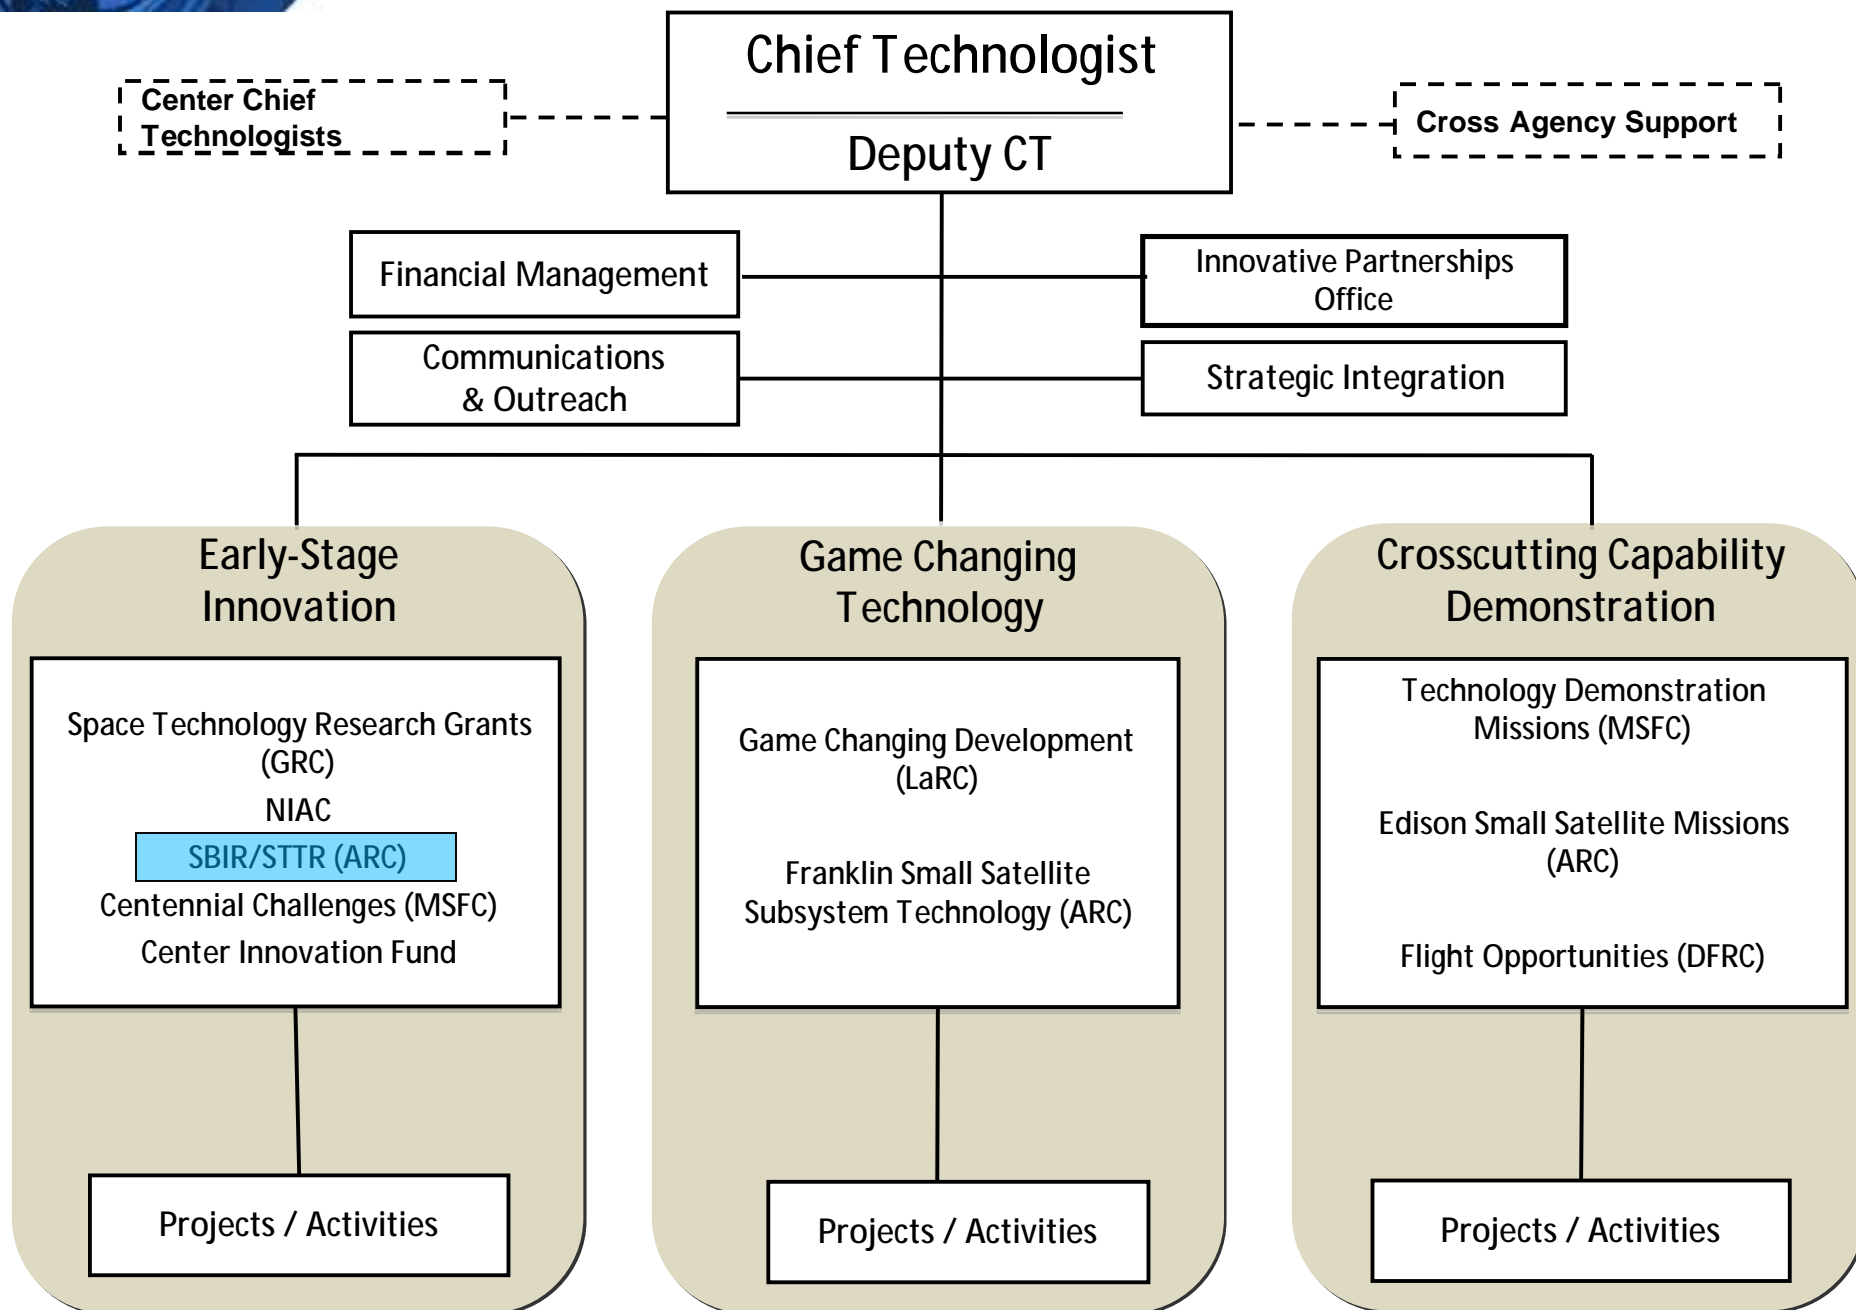 Chief Technologist
Deputy CT
Center Chief
Technologists
Cross Agency Support
Financial Management
Innovative Partnerships
Office
Communications
& Outreach
Strategic Integration
Early-Stage
Innovation
Space Technology Research Grants
(GRC)
NIAC
SBIR/STTR (ARC)
Centennial Challenges (MSFC)
Center Innovation Fund
Projects / Activities
Game Changing
Technology
Game Changing Development
(LaRC)
Franklin Small Satellite
Subsystem Technology (ARC)
Projects / Activities
Crosscutting Capability
Demonstration
Technology Demonstration
Missions (MSFC)
Edison Small Satellite Missions
(ARC)
Flight Opportunities (DFRC)
Projects / Activities